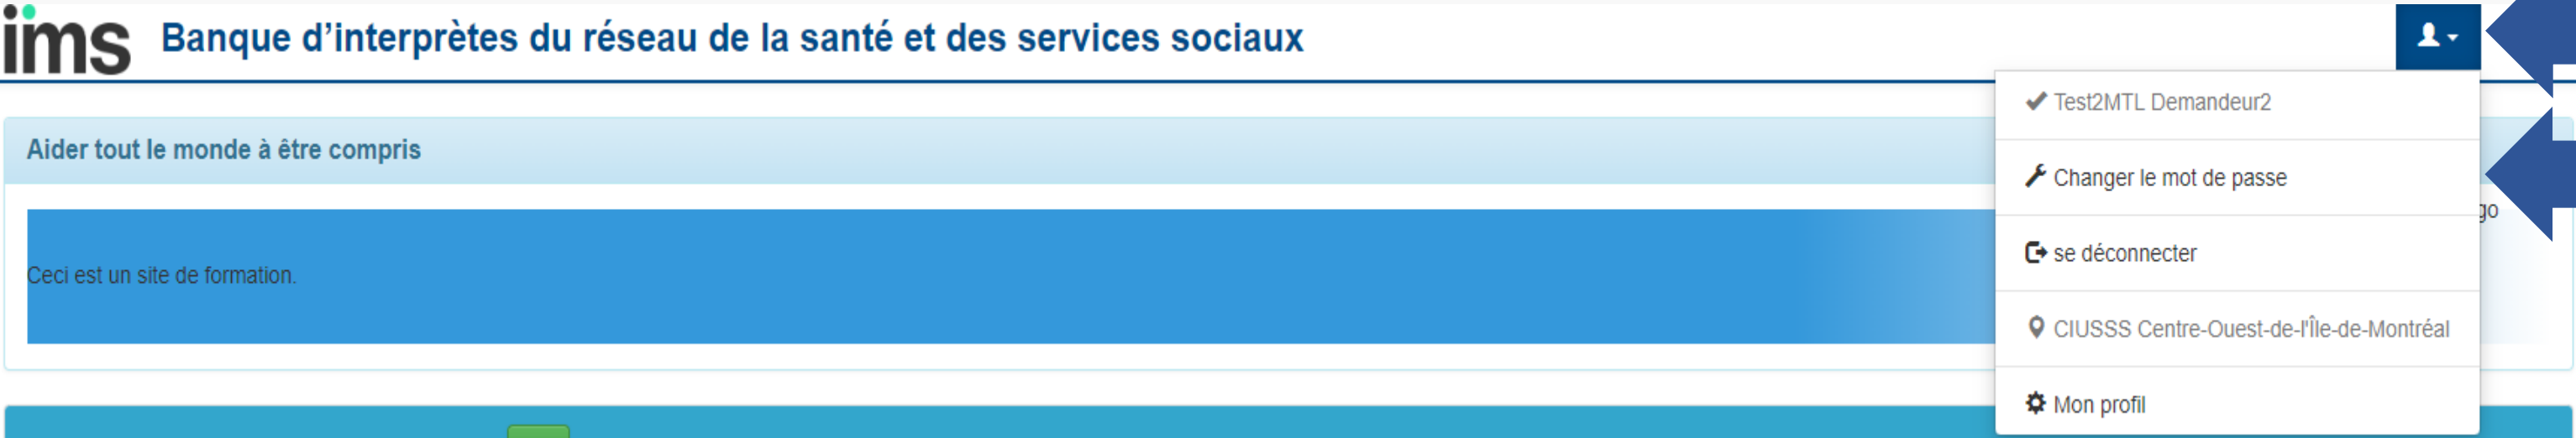 iims
Banque d’interprètes du réseau de la santé et des services sociaux
Test2MTL Demandeur2
Aider tout le monde à être compris
Changer le mot de passe
go
Ceci est un site de formation.
se déconnecter
CIUSSS Centre-Ouest-de-l'Île-de-Montréal
Mon profil